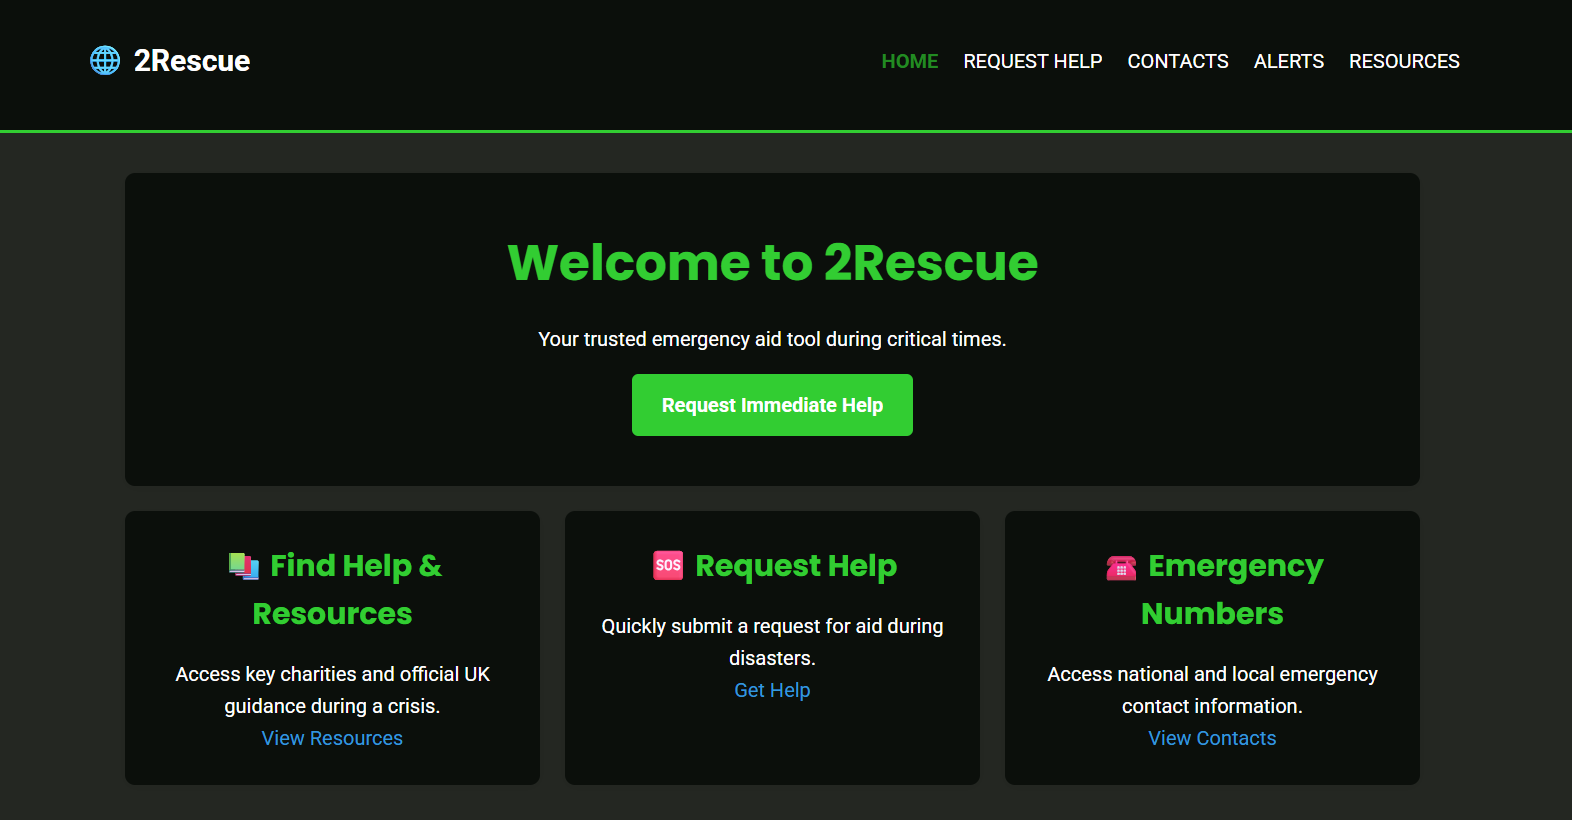 2Rescue
HOME REQUEST HELP CONTACTS ALERTS RESOURCES
Welcome to 2Rescue
Your trusted emergency aid tool during critical times.
Request Immediate Help
Find Help &
Resources
Access key charities and official UK
guidance during a crisis.
View Resources
SOS Request Help
Quickly submit a request for aid during
disasters.
Get Help
Emergency
Numbers
Access national and local emergency
contact information.
View Contacts